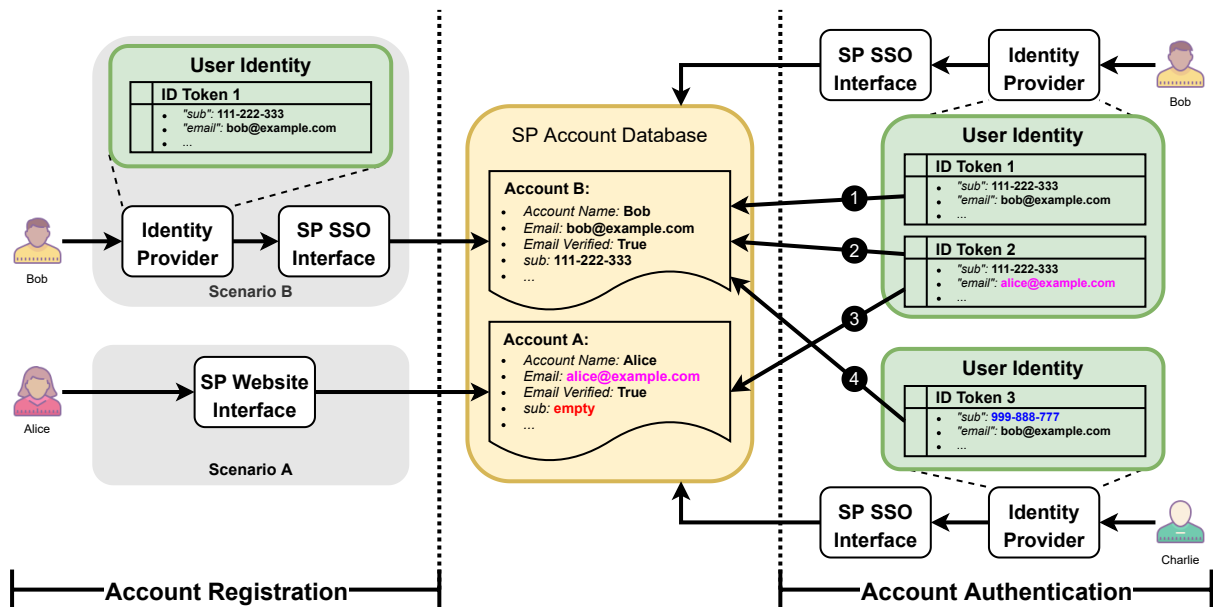 User Identity
ID Token 1
• "sub": 111-222-333
• "email": bob@example.com
• ...
Identity
Provider
SP SSO
Interface
Bob
Scenario B
SP Website
Interface
Alice
Scenario A
Account Registration
SP Account Database
Account B:
• Account Name: Bob
• Email: bob@example.com
• Email Verified: True
• sub: 111-222-333
• ...
Account A:
• Account Name: Alice
• Email: alice@example.com
• Email Verified: True
• sub: empty
• ...
1
2
3
4
SP SSO
Interface
Identity
Provider
Bob
User Identity
ID Token 1
• "sub": 111-222-333
• "email": bob@example.com
• ...
ID Token 2
• "sub": 111-222-333
• "email": alice@example.com
• ...
User Identity
ID Token 3
• "sub": 999-888-777
• "email": bob@example.com
• ...
SP SSO
Interface
Identity
Provider
Charlie
Account Authentication